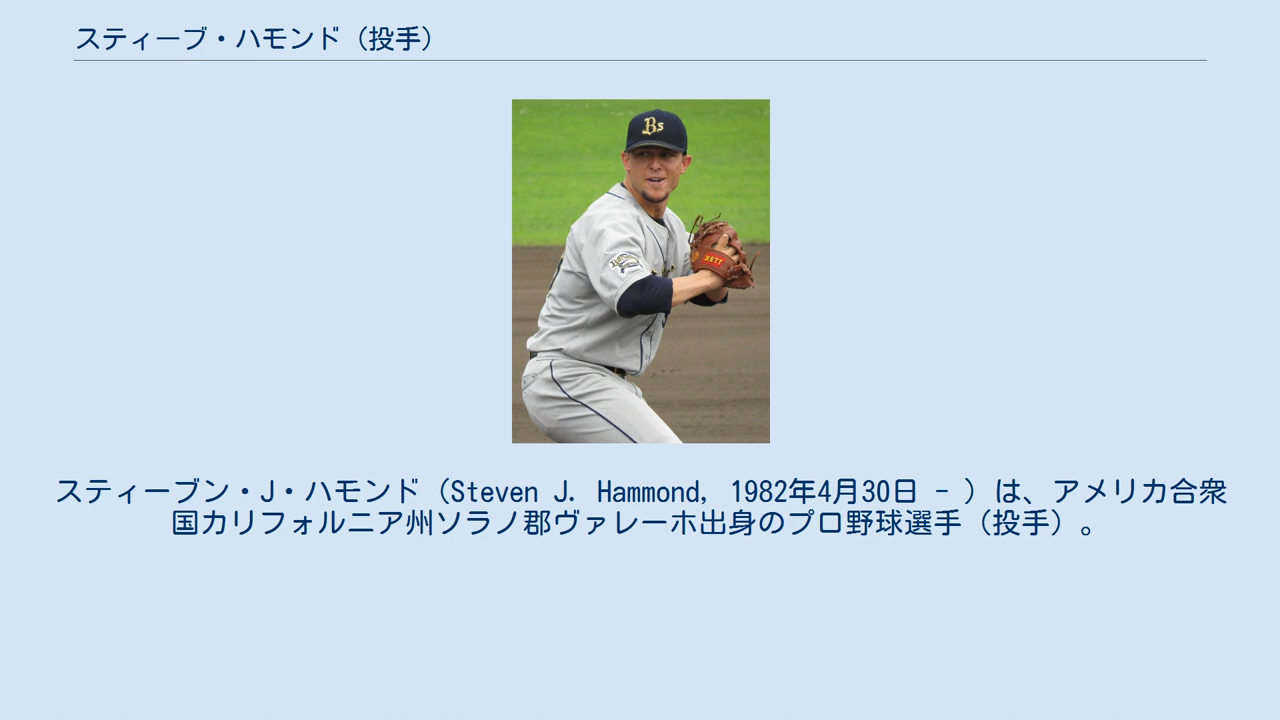 スティーブ・ハモンド（投手）
Bs
スティーブン・J・ハモンド（Steven J. Hammond, 1982年4月30日 - ）は、アメリカ合衆
国カリフォルニア州ソラノ郡ヴァレーホ出身のプロ野球選手（投手）。